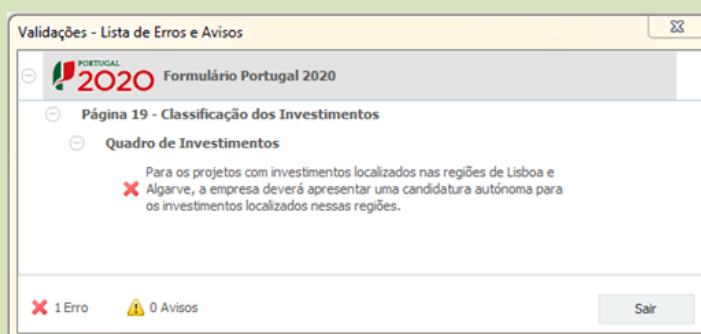 Validações - Lista de Erros e Avisos
PORTUGAL
2020
Formulário Portugal 2020
Página 19 - Classificação dos Investimentos
Quadro de Investimentos
Para os projetos com investimentos localizados nas regiões de Lisboa e
Algarve, a empresa deverá apresentar uma candidatura autónoma para
os investimentos localizados nessas regiões.
1 Erro
0 Avisos
Sair